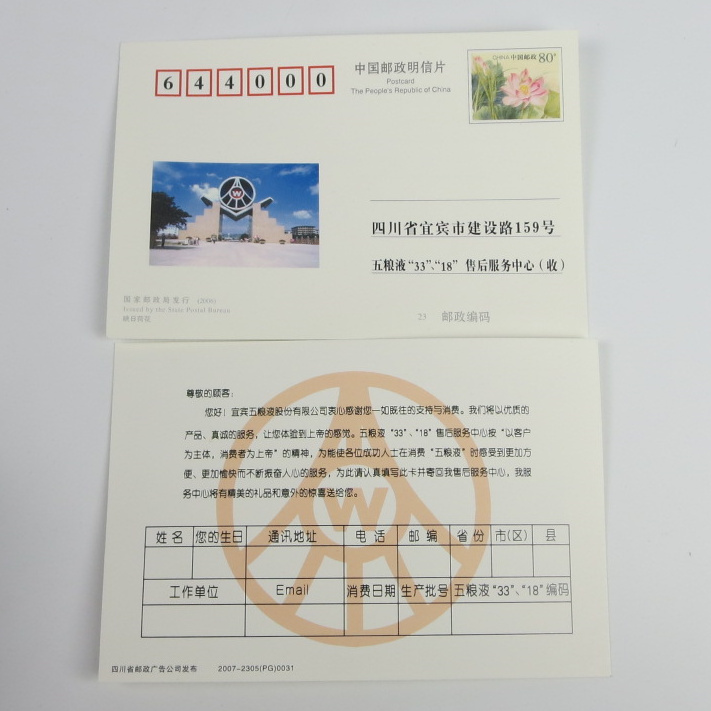 644000
中国邮政明信片
Postcard
The People's Republic of China
中国邮政 80分
W
四川省宜宾市建设路159号
五粮液“33”、“18” 售后服务中心(收)
国家邮政局发行 (2006)
Issued by the State Postal Bureau
23 邮政编码
尊敬的顾客:
您好!宜宾五粮液股份有限公司衷心感谢您一如既往的支持与消费。我们将以优质的
产品、真诚的服务,让您体验到上帝的感觉。五粮液“33”、“18”售后服务中心按“以客户
为主体,消费者为上帝”的精神,为能使各位成功人士在消费“五粮液”时感受到更加方
便、更加愉快而不断振奋人心的服务,为此请认真填写此卡并寄回我售后服务中心,我服
务中心将有精美的礼品和意外的惊喜送给您。
W
姓名 您的生日 通讯地址 电话 邮编 省份 市(区) 县
工作单位 Email 消费日期 生产批号 五粮液“33”、“18”编码
四川省邮政广告公司发布 2007-2305(PG)0031